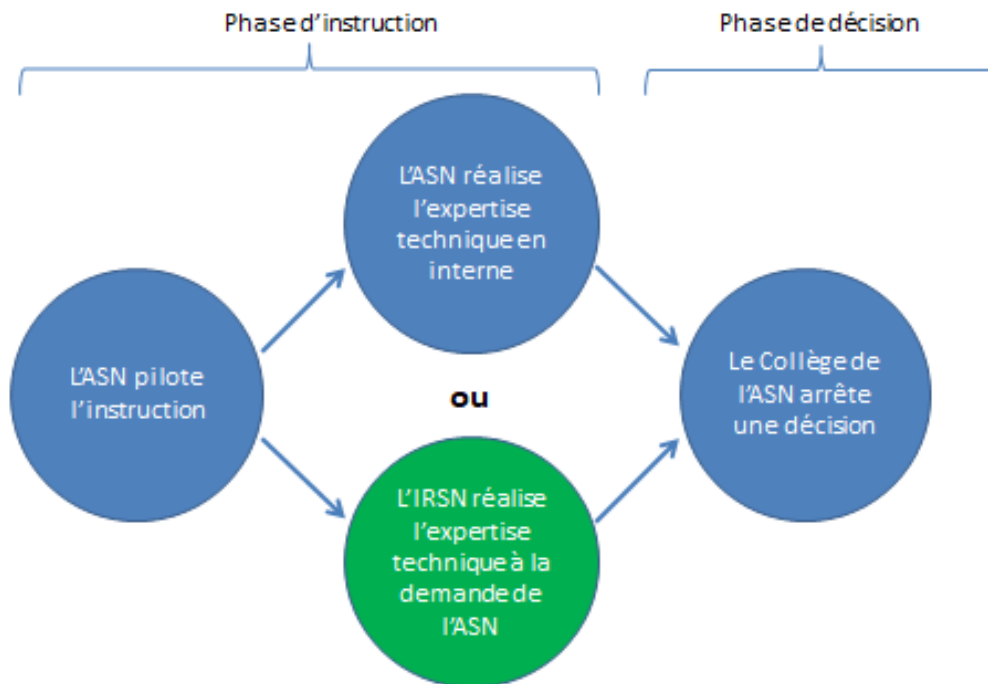 Phase d'instruction
Phase de décision
L'ASN réalise
l'expertise
technique en
interne
L'ASN pilote
l'instruction
ou
Le Collège de
l'ASN arrête
une décision
L'IRSN réalise
l'expertise
technique à la
demande de
l'ASN